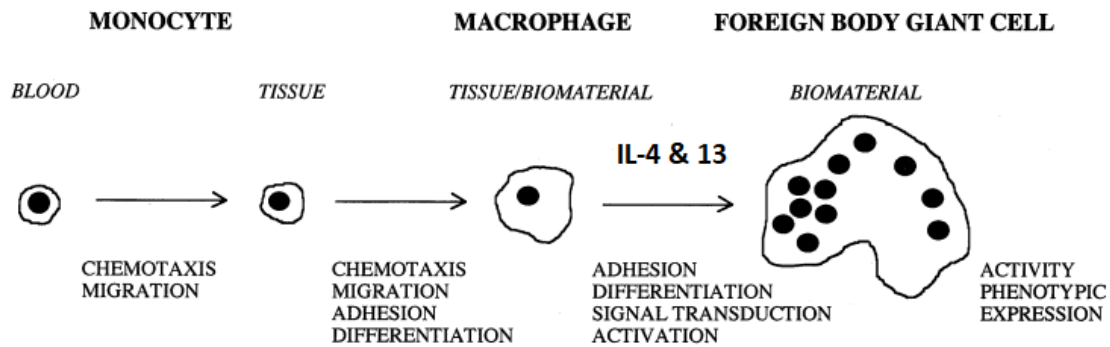 MONOCYTE MACROPHAGE FOREIGN BODY GIANT CELL
BLOOD TISSUE TISSUE/BIOMATERIAL BIOMATERIAL
IL-4 & 13
CHEMOTAXIS
MIGRATION
CHEMOTAXIS
MIGRATION
ADHESION
DIFFERENTIATION
ADHESION
DIFFERENTIATION
SIGNAL TRANSDUCTION
ACTIVATION
ACTIVITY
PHENOTYPIC
EXPRESSION